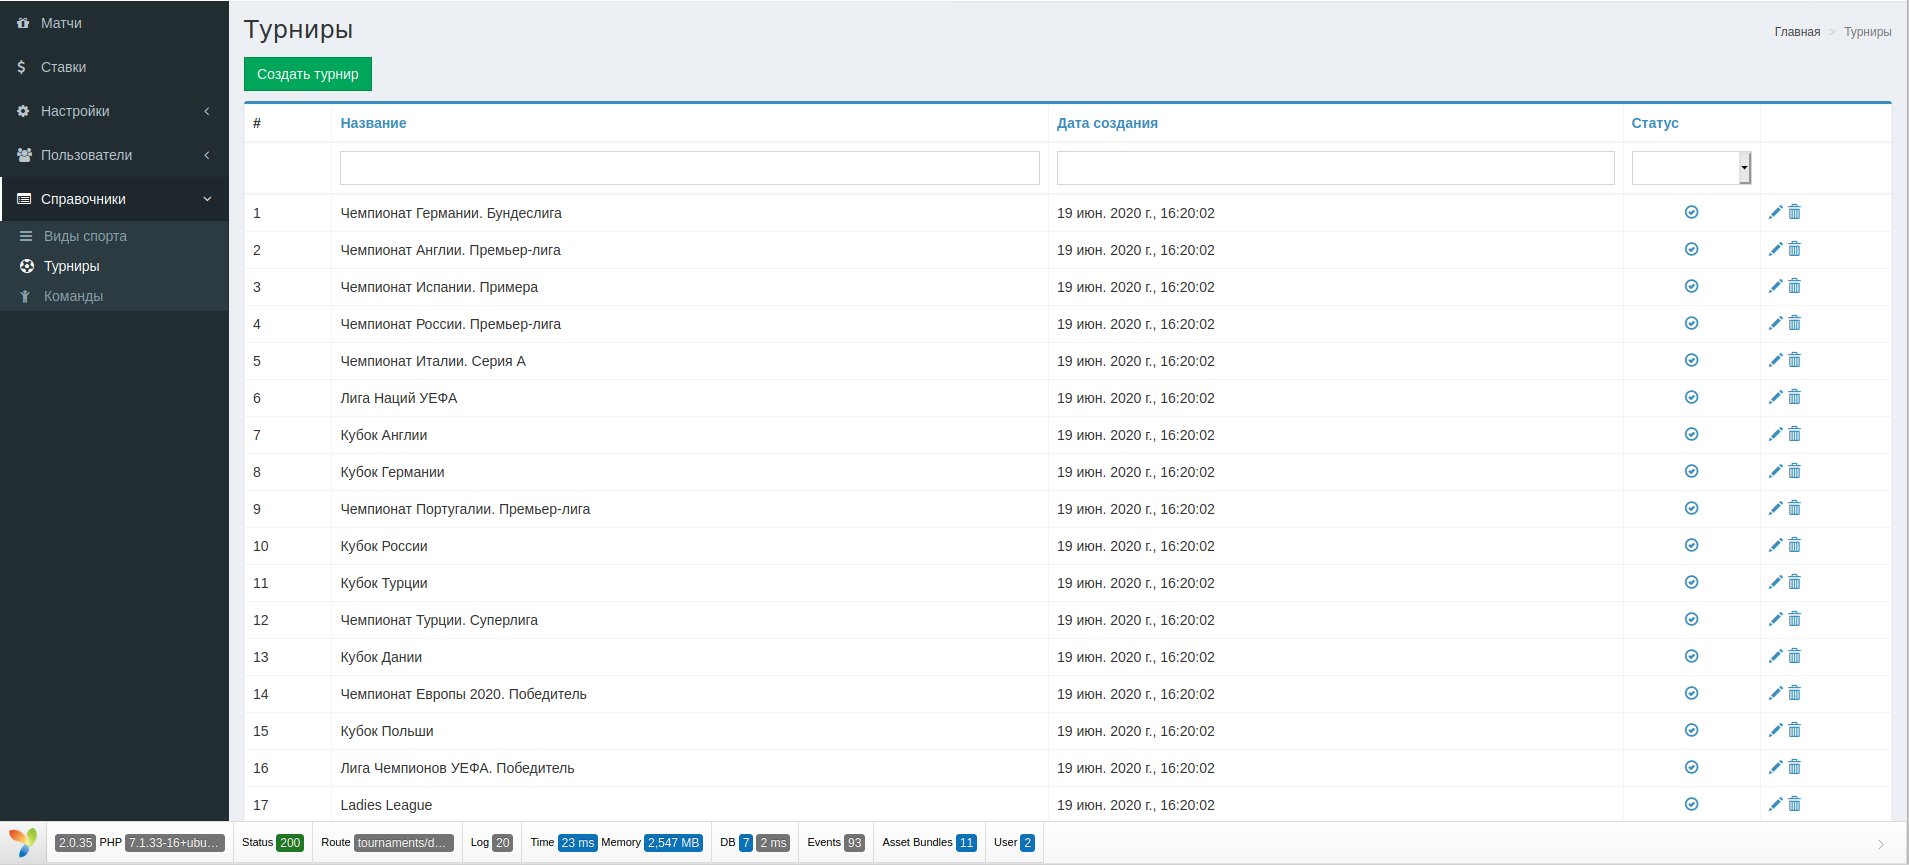 Матчи
Ставки
Настройки
Пользователи
Справочники
Виды спорта
Турниры
Команды
Турниры
Главная > Турниры
Создать турнир
# Название Дата создания Статус
1 Чемпионат Германии. Бундеслига 19 июн. 2020 г., 16:20:02
2 Чемпионат Англии. Премьер-лига 19 июн. 2020 г., 16:20:02
3 Чемпионат Испании. Примера 19 июн. 2020 г., 16:20:02
4 Чемпионат России. Премьер-лига 19 июн. 2020 г., 16:20:02
5 Чемпионат Италии. Серия А 19 июн. 2020 г., 16:20:02
6 Лига Наций УЕФА 19 июн. 2020 г., 16:20:02
7 Кубок Англии 19 июн. 2020 г., 16:20:02
8 Кубок Германии 19 июн. 2020 г., 16:20:02
9 Чемпионат Португалии. Премьер-лига 19 июн. 2020 г., 16:20:02
10 Кубок России 19 июн. 2020 г., 16:20:02
11 Кубок Турции 19 июн. 2020 г., 16:20:02
12 Чемпионат Турции. Суперлига 19 июн. 2020 г., 16:20:02
13 Кубок Дании 19 июн. 2020 г., 16:20:02
14 Чемпионат Европы 2020. Победитель 19 июн. 2020 г., 16:20:02
15 Кубок Польши 19 июн. 2020 г., 16:20:02
16 Лига Чемпионов УЕФА. Победитель 19 июн. 2020 г., 16:20:02
17 Ladies League 19 июн. 2020 г., 16:20:02
2.0.35 PHP 7.1.33-16+ubu... Status 200 Route tournaments/d... Log 20 Time 23 ms Memory 2,547 MB DB 7 2 ms Events 93 Asset Bundles 11 User 2